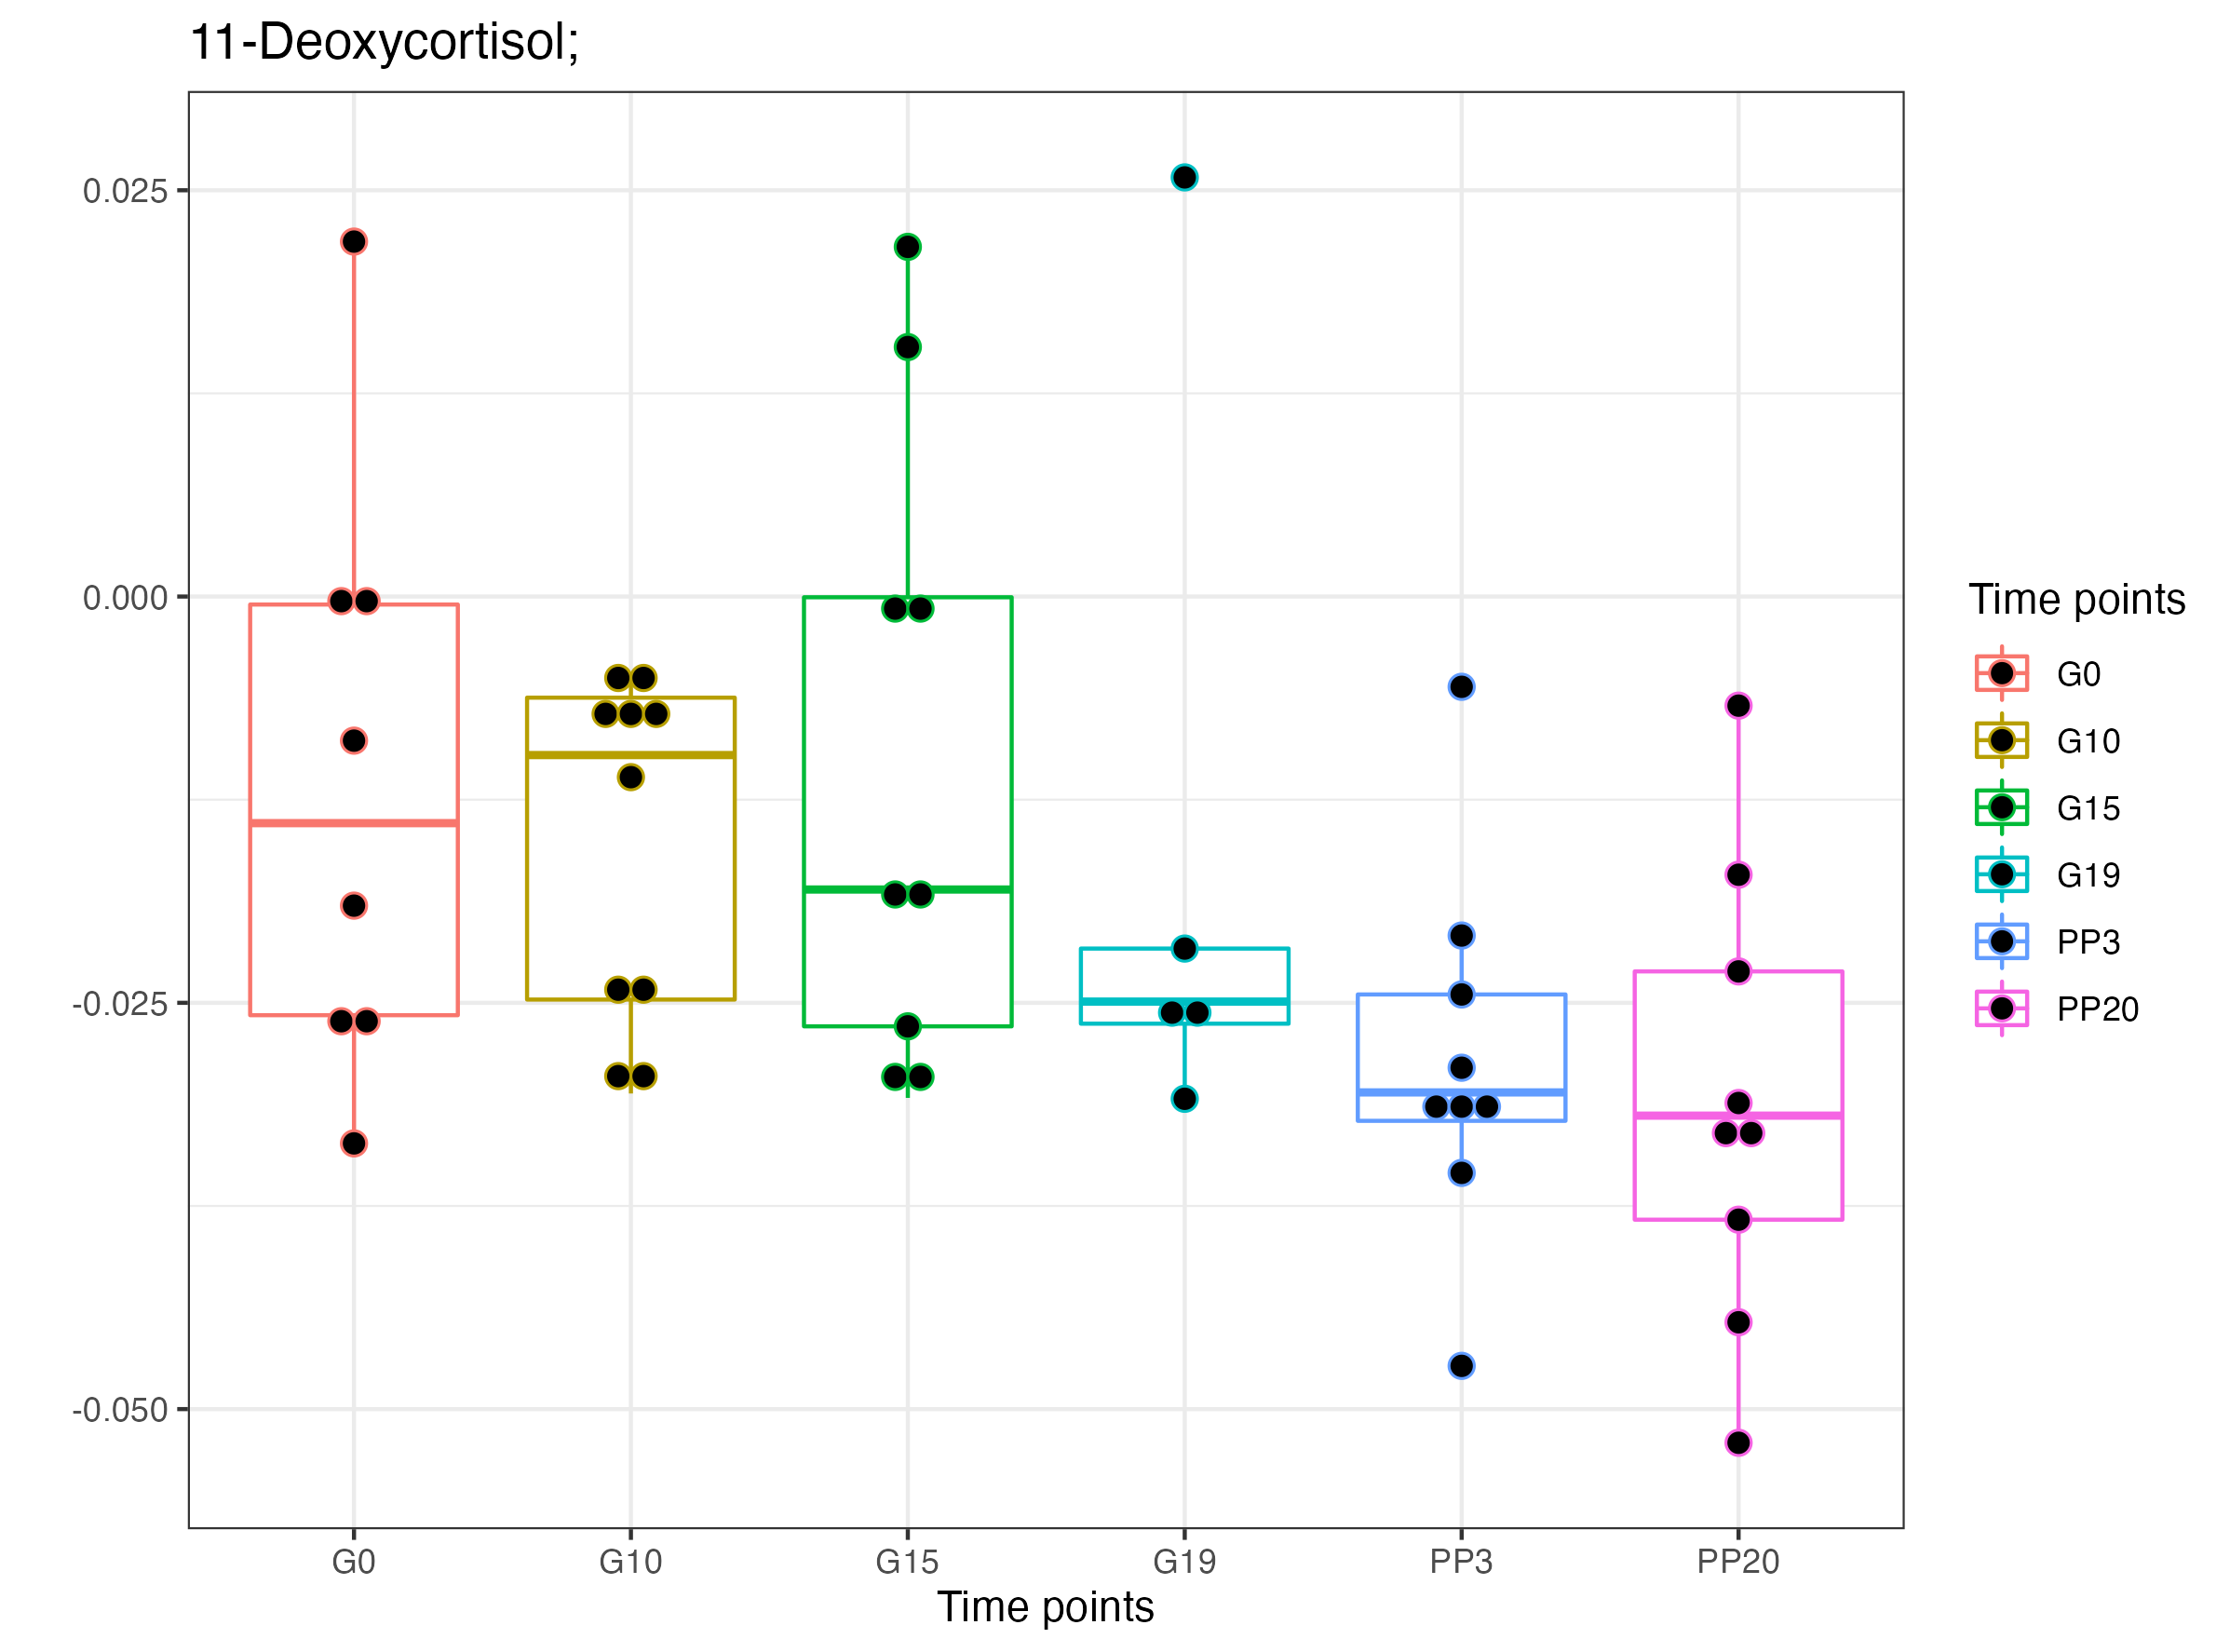 11-Deoxycortisol;
0.025
0.000
-0.025
-0.050
G0 G10 G15 G19 PP3 PP20
Time points
Time points
G0
G10
G15
G19
PP3
PP20